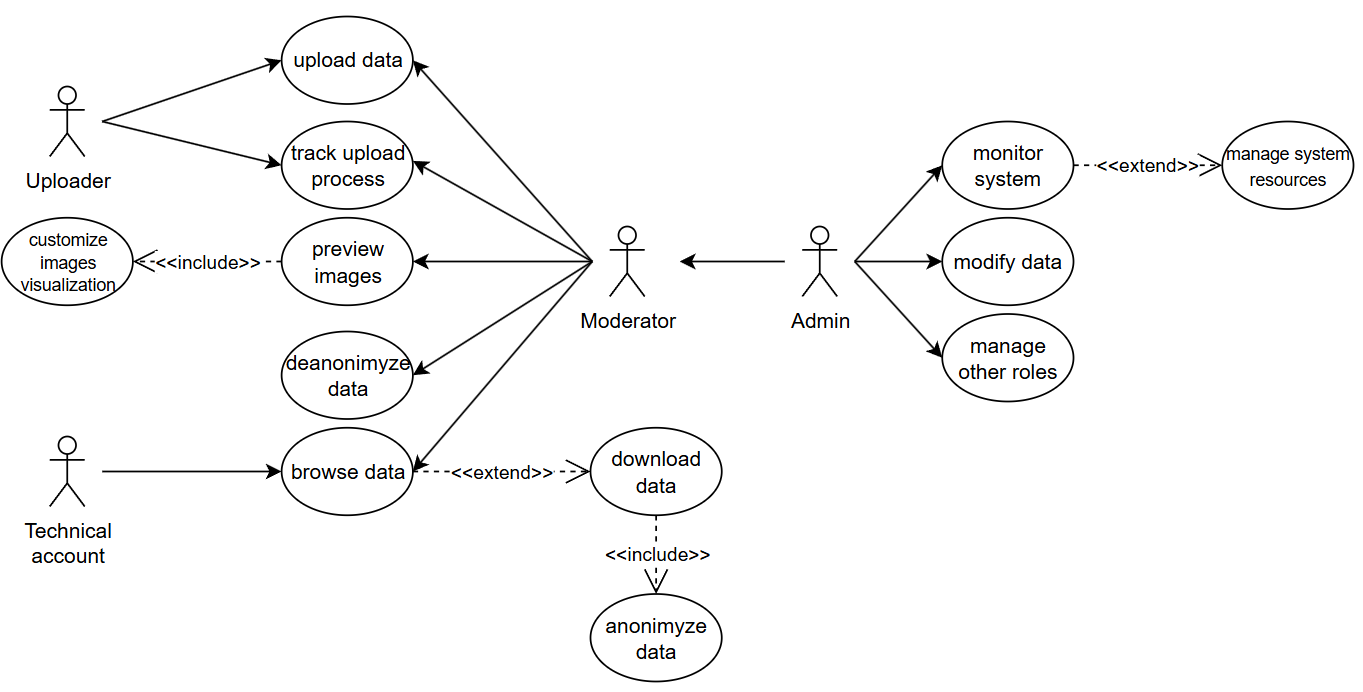 upload data
track upload
process
Uploader
customize
images
visualization
<<include>>
preview
images
deanonimyze
data
Technical
account
browse data
<<extend>>
download
data
<<include>>
anonimyze
data
Moderator
Admin
monitor
system
<<extend>>
manage system
resources
modify data
manage
other roles